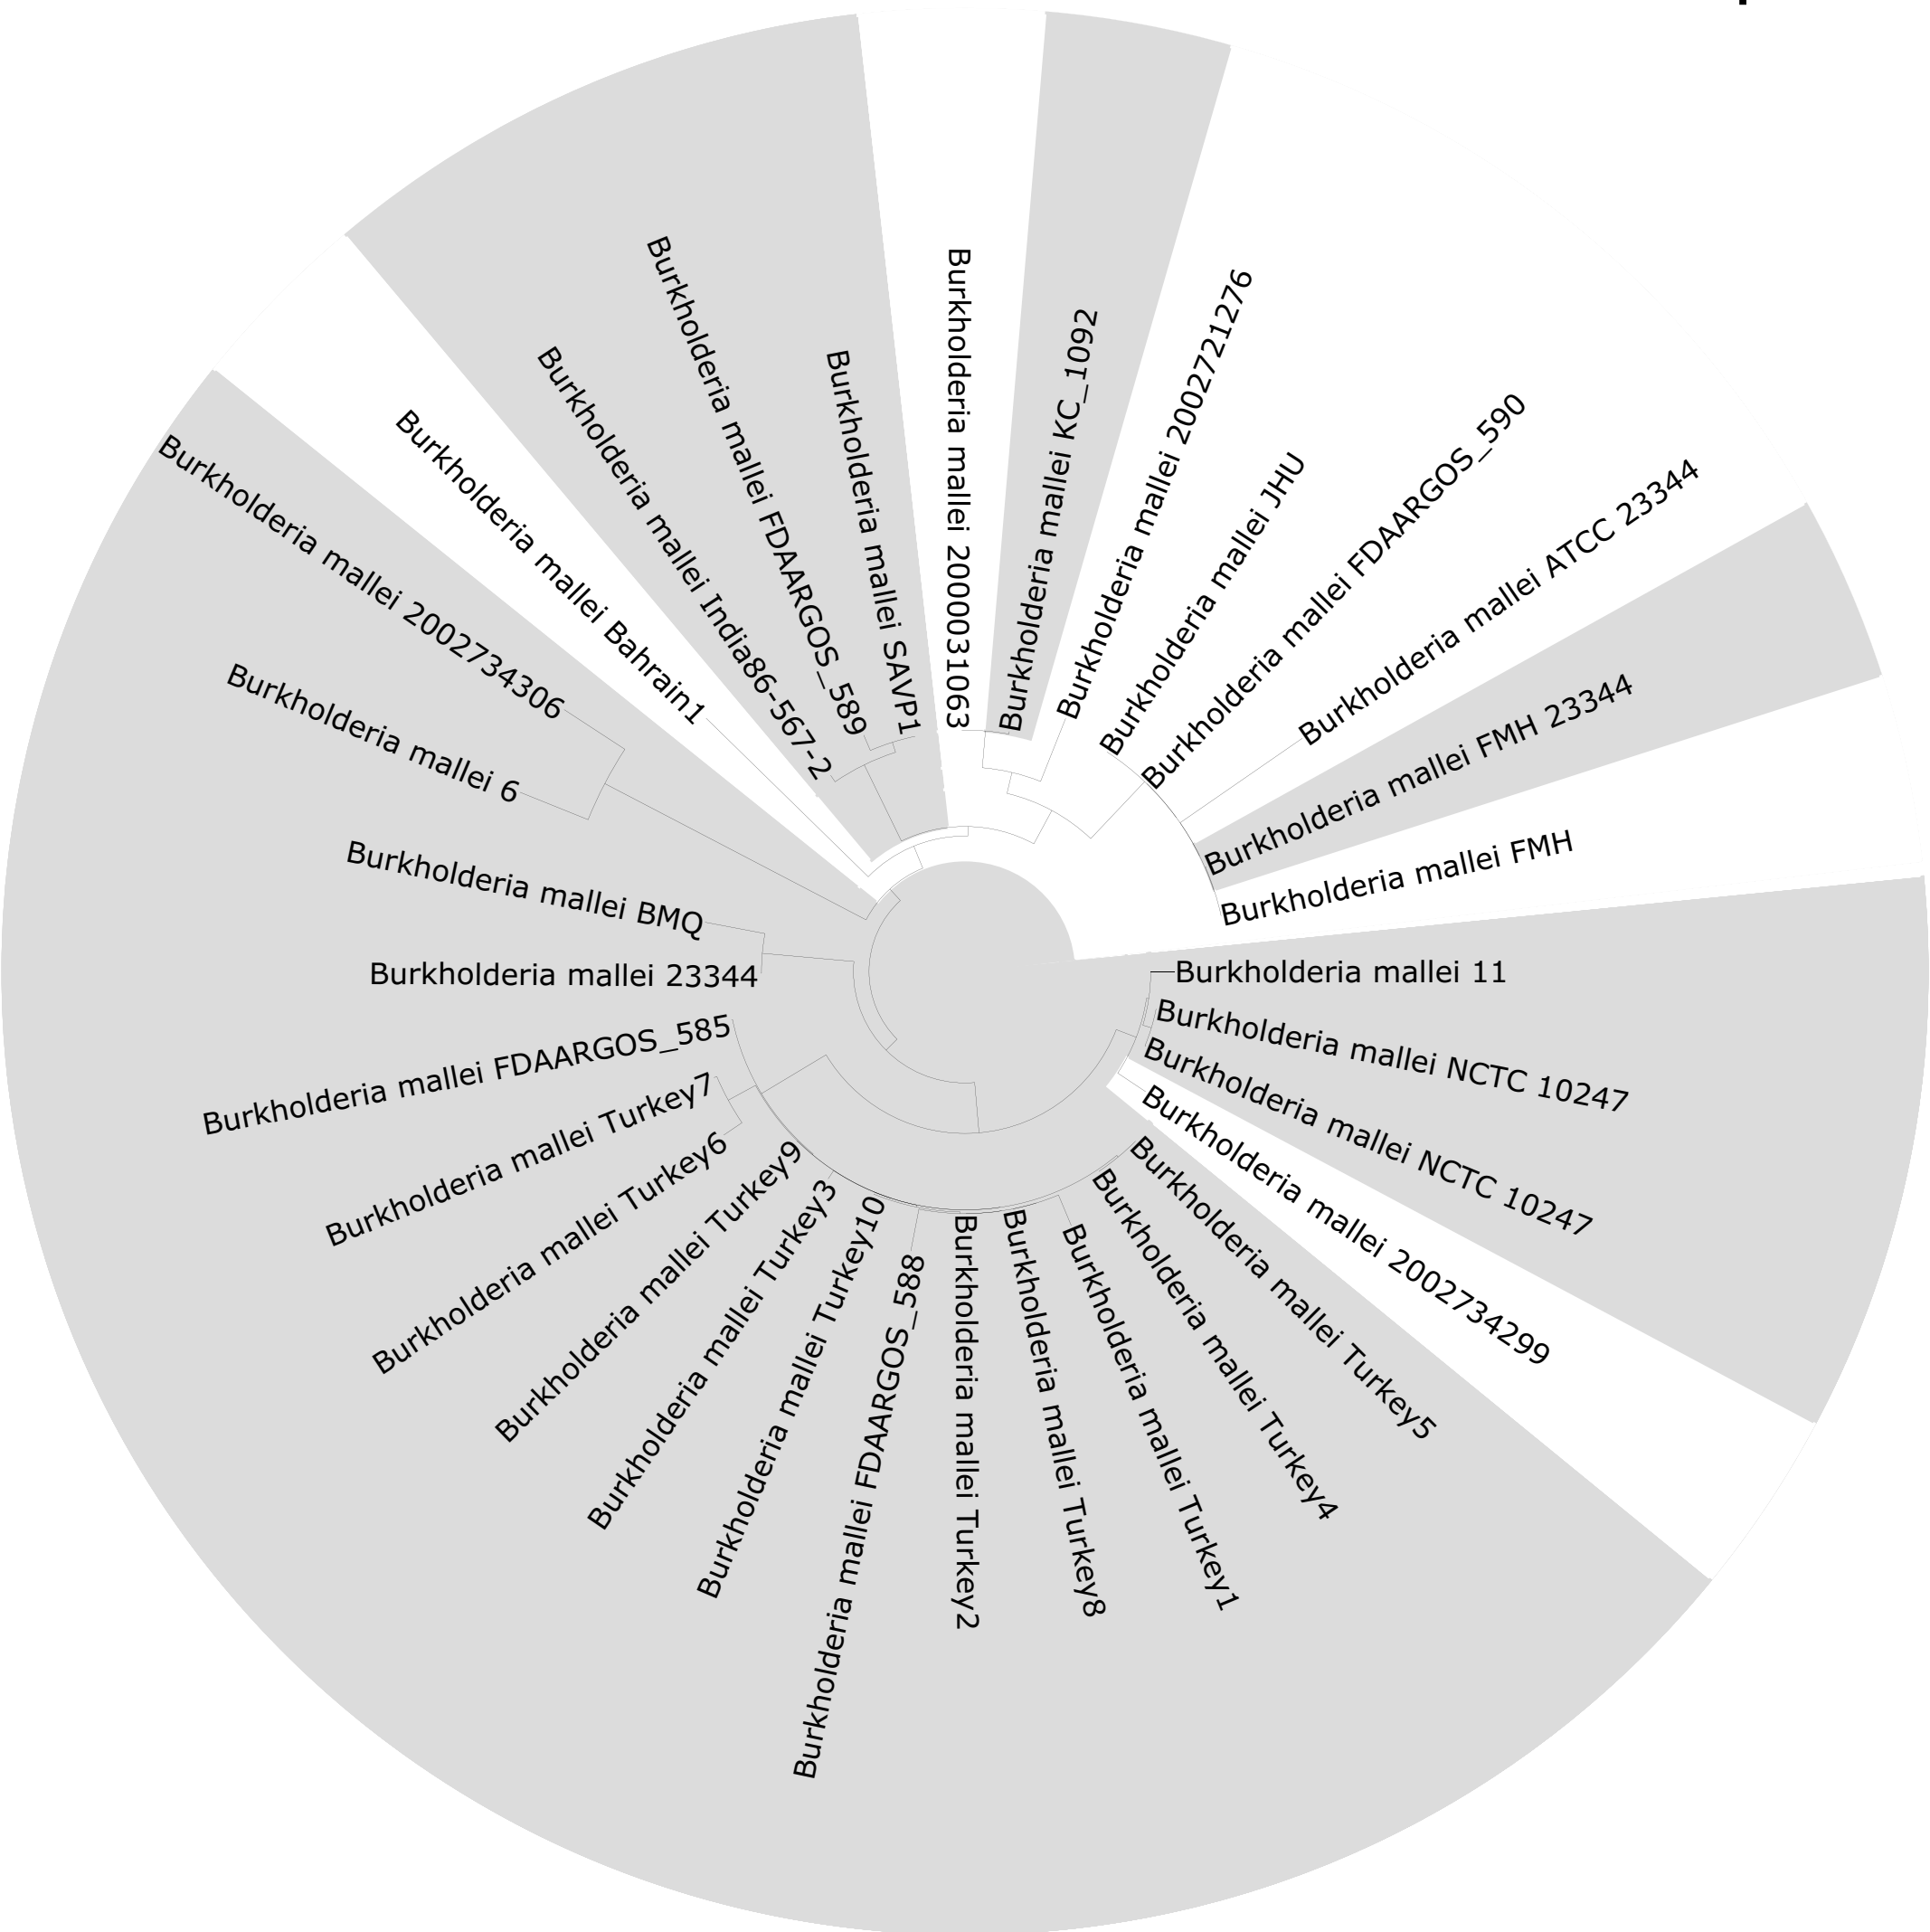 Burkholderia mallei 2000031063
Burkholderia mallei KC_1092
Burkholderia mallei 2002721276
Burkholderia mallei JHU
Burkholderia mallei FDAARGOS_590
Burkholderia mallei ATCC 23344
Burkholderia mallei FMH 23344
Burkholderia mallei FMH
Burkholderia mallei 11
Burkholderia mallei NCTC 10247
Burkholderia mallei NCTC 10247
Burkholderia mallei 2002734299
Burkholderia mallei Turkey5
Burkholderia mallei Turkey4
Burkholderia mallei Turkey1
Burkholderia mallei Turkey8
Burkholderia mallei Turkey2
Burkholderia mallei FDAARGOS_588
Burkholderia mallei Turkey10
Burkholderia mallei Turkey3
Burkholderia mallei Turkey9
Burkholderia mallei Turkey6
Burkholderia mallei Turkey7
Burkholderia mallei FDAARGOS_585
Burkholderia mallei 23344
Burkholderia mallei BMQ
Burkholderia mallei 6
Burkholderia mallei 2002734306
Burkholderia mallei Bahrain1
Burkholderia mallei India86-567-2
Burkholderia mallei FDAARGOS_589
Burkholderia mallei SAVP1